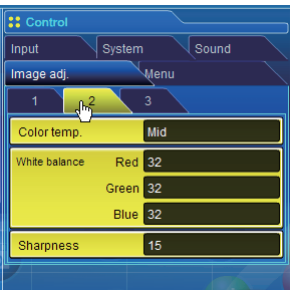 Control
Input System Sound
Image adj. Menu
1 2 3
Color temp. Mid
White balance Red 32
Green 32
Blue 32
Sharpness 15